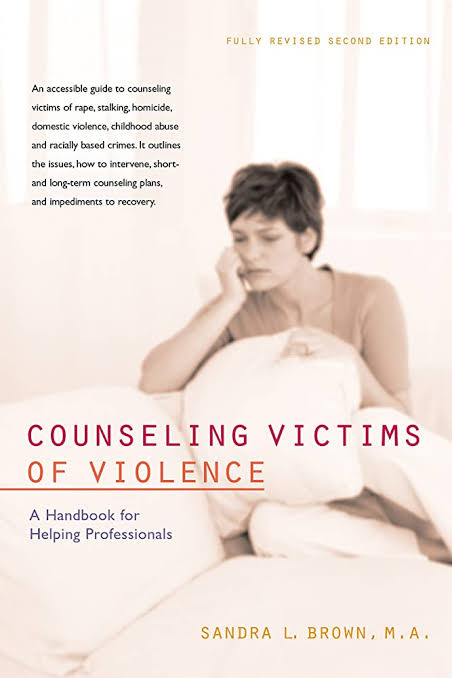 FULLY REVISED SECOND EDITION
An accessible guide to counseling
victims of rape, stalking, homicide,
domestic violence, childhood abuse
and racially based crimes. It outlines
the issues, how to intervene, short-
and long-term counseling plans,
and impediments to recovery.
COUNSELING VICTIMS
OF VIOLENCE
A Handbook for
Helping Professionals
SANDRA L. BROWN, M.A.